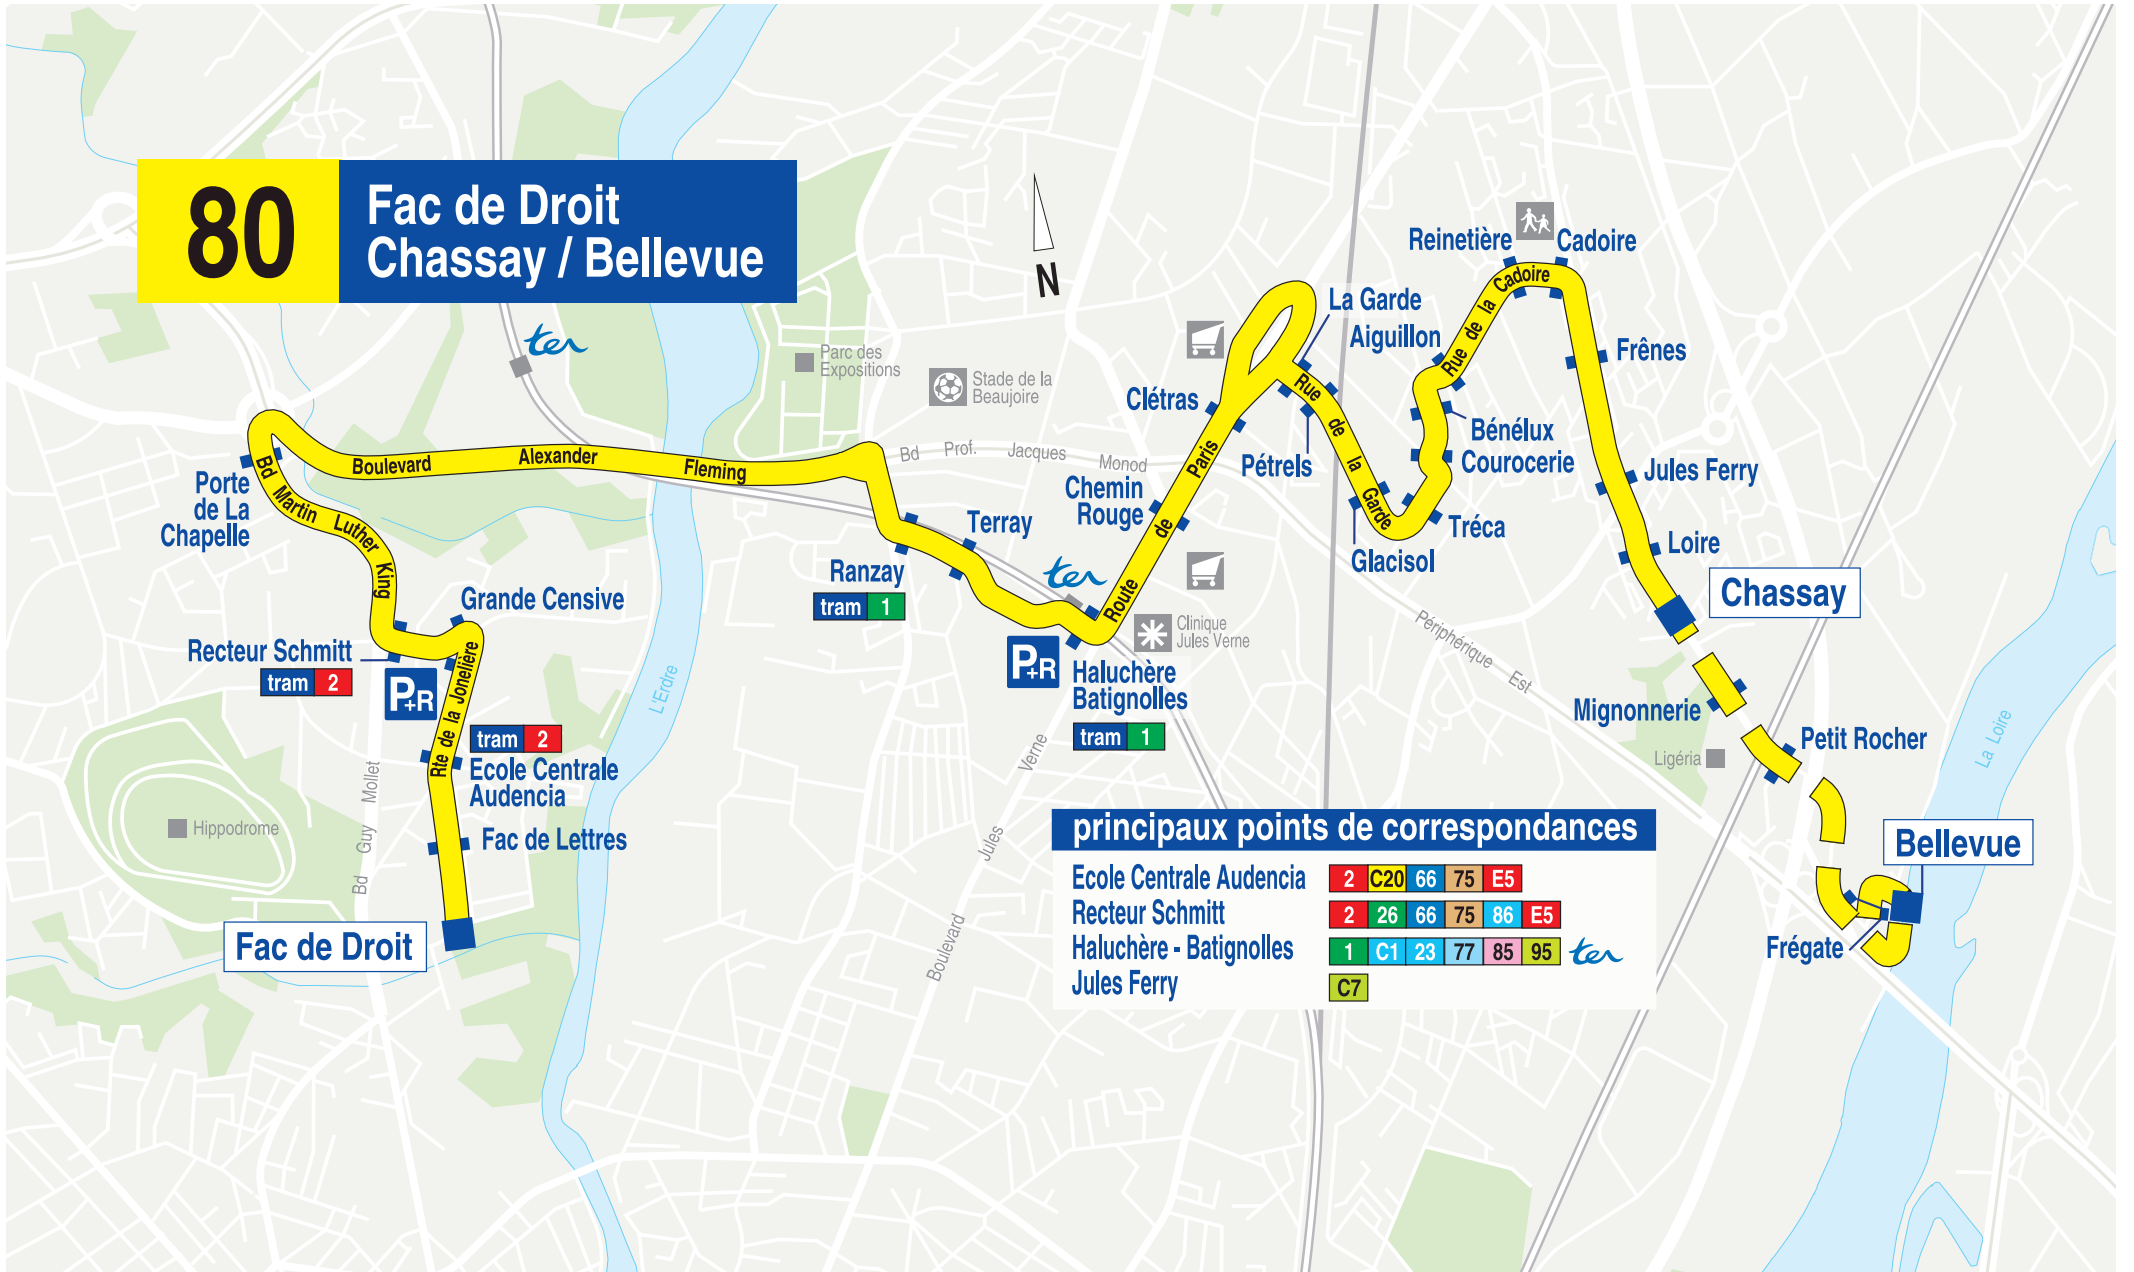 80
Fac de Droit
Chassay / Bellevue
N
ter
Parc des
Expositions
Stade de la
Beaujoire
Reinetière
Cadoire
Rue de la Cadoire
La Garde
Aiguillon
Frênes
Clétras
Rue de la Garde
Bénélux
Courocerie
Pétrels
Jules Ferry
Bd Prof. Jacques Monod
Boulevard Alexander Fleming
Porte
de La
Chapelle
Bd Martin Luther King
Chemin
Rouge
Route de Paris
Terray
Tréca
Glacisol
Loire
Ranzay
tram 1
ter
Chassay
Grande Censive
Recteur Schmitt
tram 2
P+R
Rte de la Jonelière
L'Erdre
P+R
Clinique
Jules Verne
Haluchère
Batignolles
tram 1
Périphérique Est
Mignonnerie
Petit Rocher
Ligéria
La Loire
tram 2
Ecole Centrale
Audencia
Fac de Lettres
Hippodrome
Bd Guy Mollet
Boulevard Jules Verne
Fac de Droit
Bellevue
Frégate
principaux points de correspondances
Ecole Centrale Audencia 2 C20 66 75 E5
Recteur Schmitt 2 26 66 75 86 E5
Haluchère - Batignolles 1 C1 23 77 85 95 ter
Jules Ferry C7